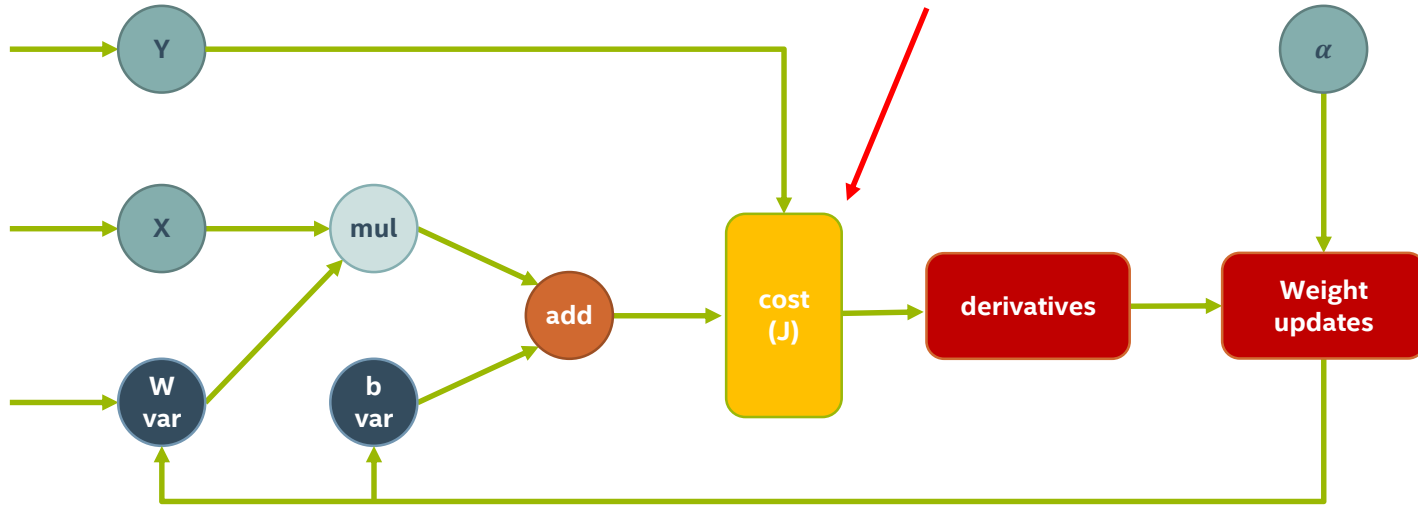 Y
α
X
mul
add
cost
(J)
derivatives
Weight
updates
W
var
b
var